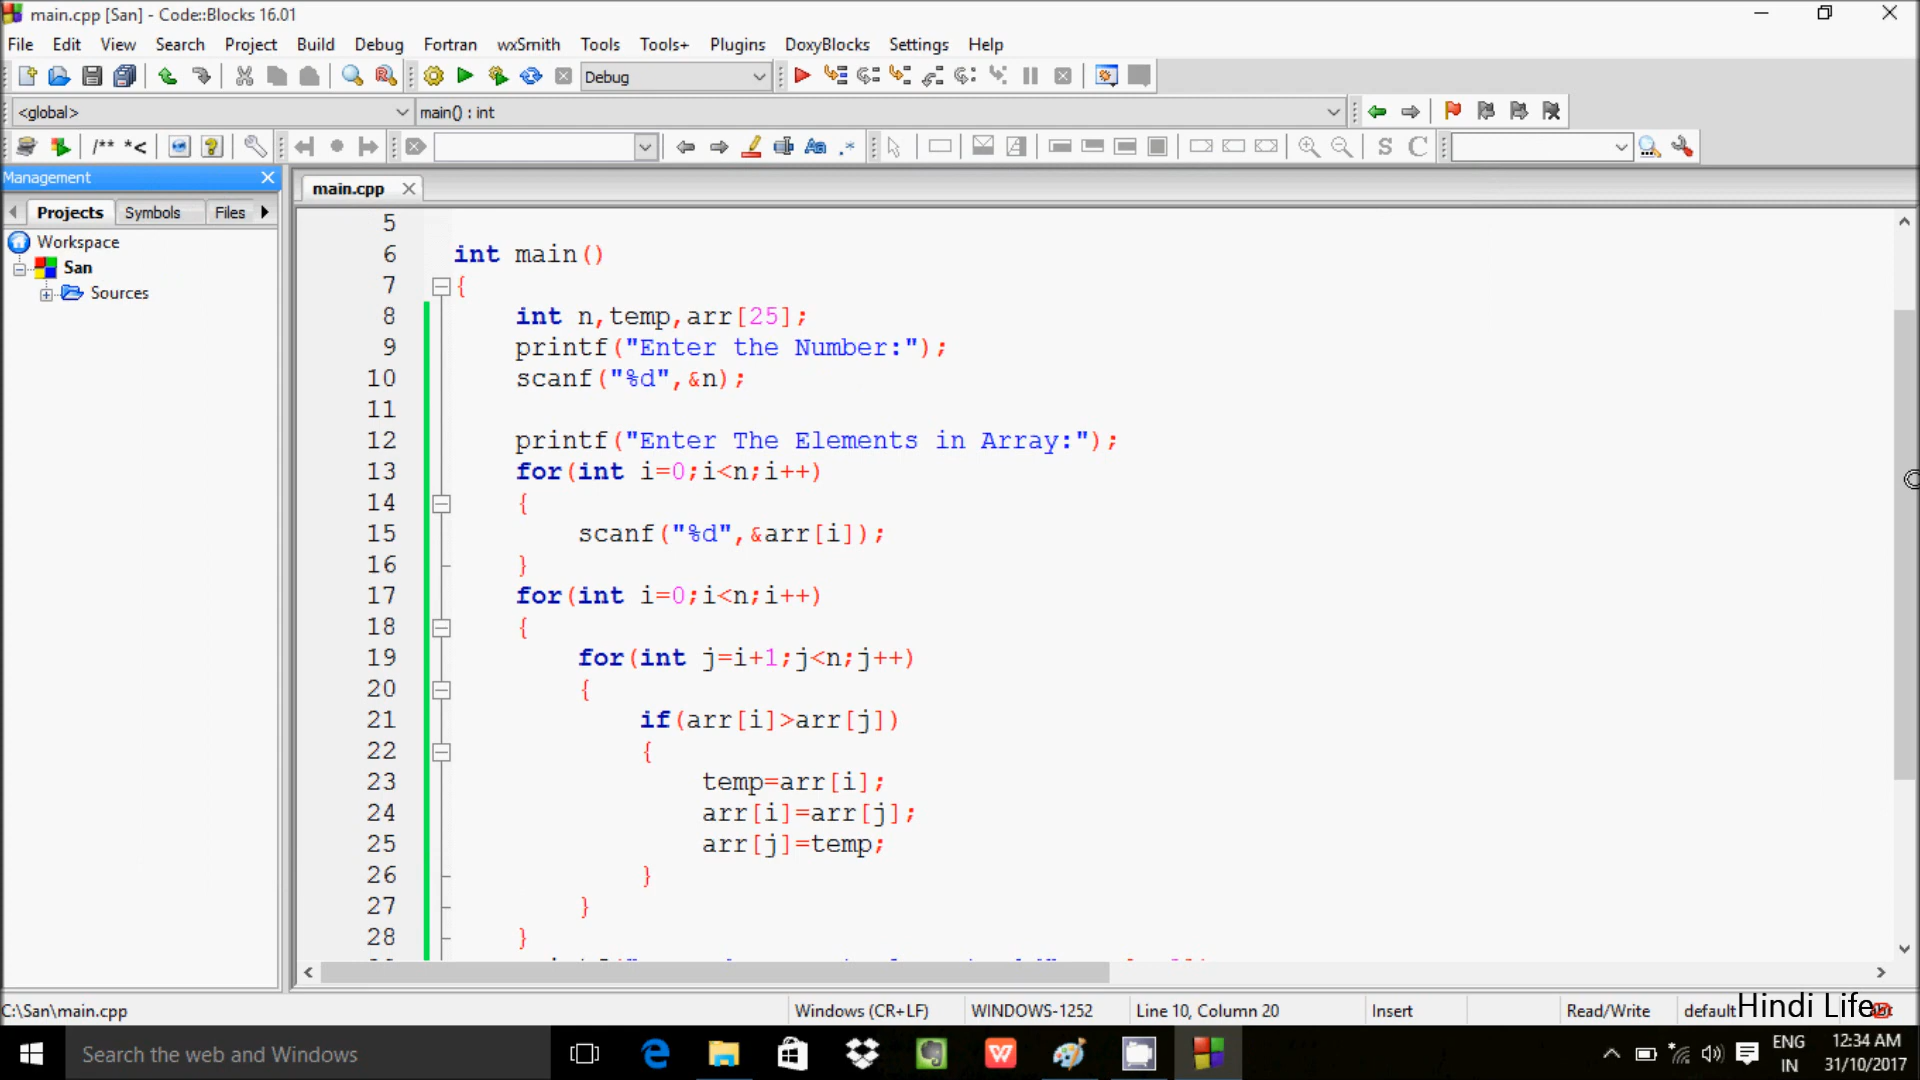 main.cpp [San] - Code::Blocks 16.01
File Edit View Search Project Build Debug Fortran wxSmith Tools Tools+ Plugins DoxyBlocks Settings Help
Debug
<global> main() : int
/** *<
S C
Management
main.cpp
Projects Symbols Files
Workspace
San
Sources
5
6 int main()
7 {
8 int n,temp,arr[25];
9 printf("Enter the Number:");
10 scanf("%d",&n);
11
12 printf("Enter The Elements in Array:");
13 for(int i=0;i<n;i++)
14 {
15 scanf("%d",&arr[i]);
16 }
17 for(int i=0;i<n;i++)
18 {
19 for(int j=i+1;j<n;j++)
20 {
21 if(arr[i]>arr[j])
22 {
23 temp=arr[i];
24 arr[i]=arr[j];
25 arr[j]=temp;
26 }
27 }
28 }
C:\San\main.cpp Windows (CR+LF) WINDOWS-1252 Line 10, Column 20 Insert Read/Write default
Hindi Life
Search the web and Windows
ENG
IN
12:34 AM
31/10/2017